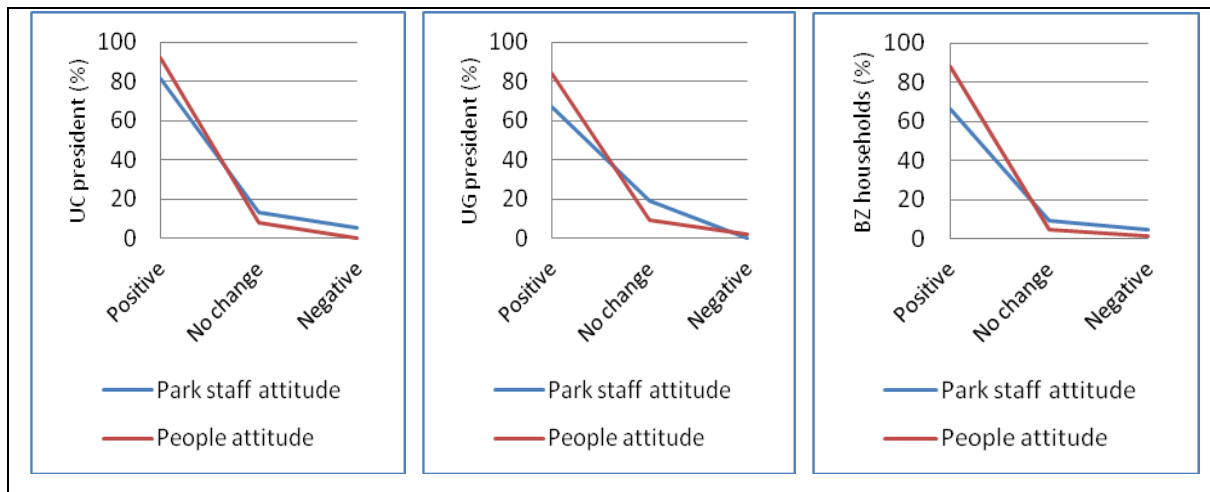 UC president (%)
100
80
60
40
20
0
Positive
No change
Negative
Park staff attitude
People attitude
UG president (%)
100
80
60
40
20
0
Positive
No change
Negative
Park staff attitude
People attitude
BZ households (%)
100
80
60
40
20
0
Positive
No change
Negative
Park staff attitude
People attitude